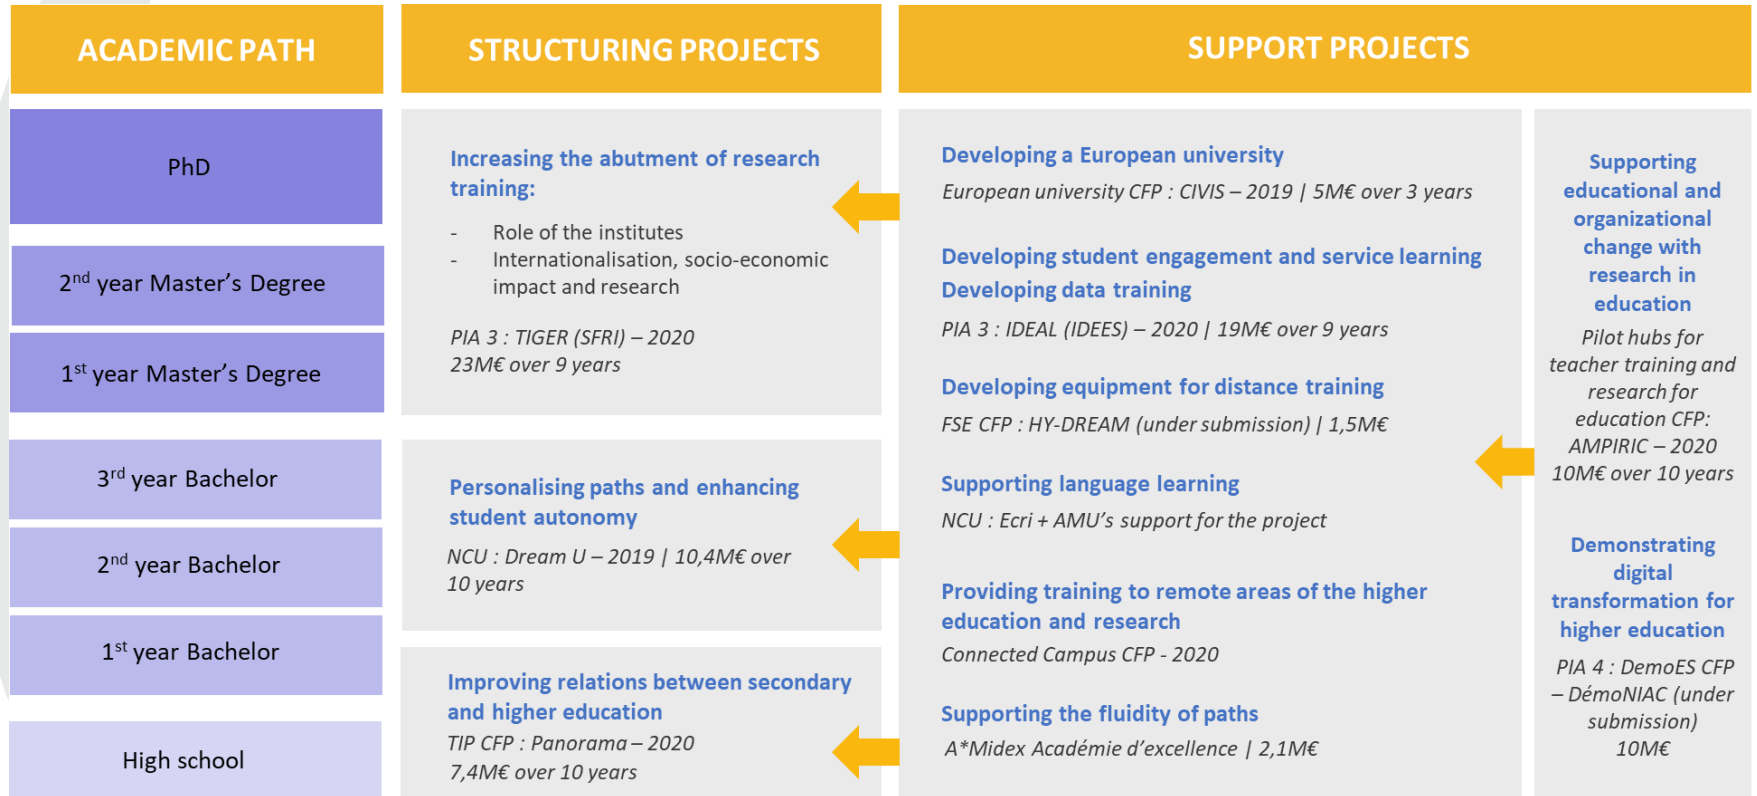 ACADEMIC PATH
PhD
2nd year Master's Degree
1st year Master's Degree
3rd year Bachelor
2nd year Bachelor
1st year Bachelor
High school
STRUCTURING PROJECTS
Increasing the abutment of research
training:
- Role of the institutes
- Internationalisation, socio-economic
impact and research
PIA 3 : TIGER (SFRI) – 2020
23M€ over 9 years
Personalising paths and enhancing
student autonomy
NCU : Dream U – 2019 | 10,4M€ over
10 years
Improving relations between secondary
and higher education
TIP CFP : Panorama – 2020
7,4M€ over 10 years
SUPPORT PROJECTS
Developing a European university
European university CFP : CIVIS – 2019 | 5M€ over 3 years
Developing student engagement and service learning
Developing data training
PIA 3 : IDEAL (IDEES) – 2020 | 19M€ over 9 years
Developing equipment for distance training
FSE CFP : HY-DREAM (under submission) | 1,5M€
Supporting language learning
NCU : Ecri + AMU's support for the project
Providing training to remote areas of the higher
education and research
Connected Campus CFP - 2020
Supporting the fluidity of paths
A*Midex Académie d'excellence | 2,1M€
Supporting
educational and
organizational
change with
research in
education
Pilot hubs for
teacher training and
research for
education CFP:
AMPIRIC – 2020
10M€ over 10 years
Demonstrating
digital
transformation for
higher education
PIA 4 : DemoES CFP
– DémoNIAC (under
submission)
10M€